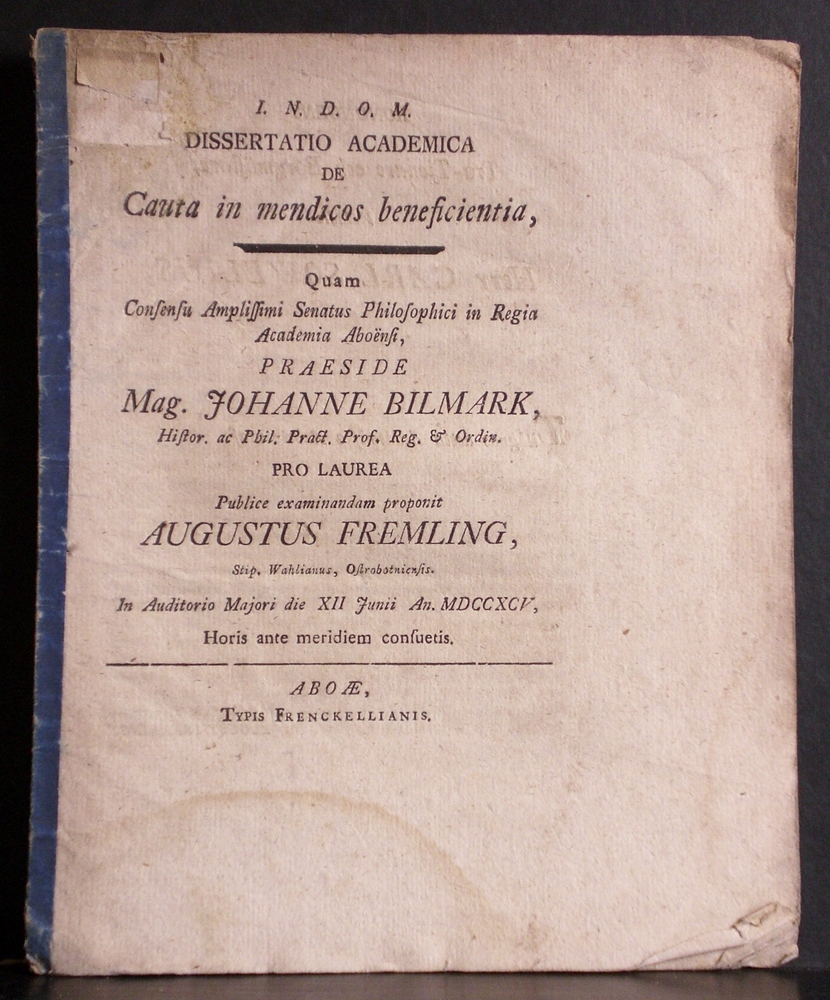 I. N. D. O. M.
DISSERTATIO ACADEMICA
DE
Cauta in mendicos beneficientia,
Quam
Conſenſu Ampliſſimi Senatus Philoſophici in Regia
Academia Aboënſi,
PRAESIDE
Mag. JOHANNE BILMARK,
Hiſtor. ac Phil. Pract. Prof. Reg. & Ordin.
PRO LAUREA
Publice examinandam proponit
AUGUSTUS FREMLING,
Stip. Wahlianus, Oſtrobotnienſis.
In Auditorio Majori die XII Junii An. MDCCXCV,
Horis ante meridiem conſuetis.
ABOÆ,
TYPIS FRENCKELLIANIS.